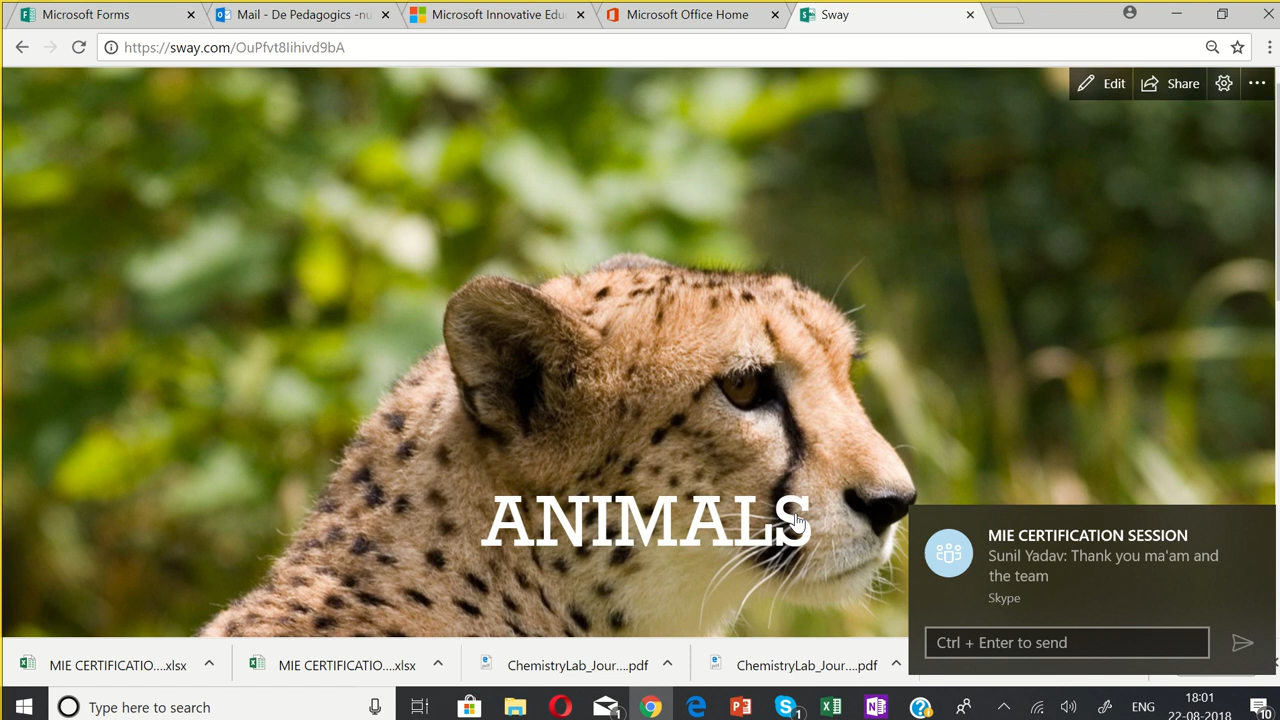 Microsoft Forms
Mail - De Pedagogics -nu
Microsoft Innovative Edu
Microsoft Office Home
Sway
https://sway.com/OuPfvt8Iihivd9bA
Edit
Share
ANIMALS
MIE CERTIFICATION SESSION
Sunil Yadav: Thank you ma'am and
the team
Skype
Ctrl + Enter to send
MIE CERTIFICATIO....xlsx
MIE CERTIFICATIO....xlsx
ChemistryLab_Jour....pdf
ChemistryLab_Jour....pdf
Type here to search
1
1
ENG
18:01
22-08-2018
10